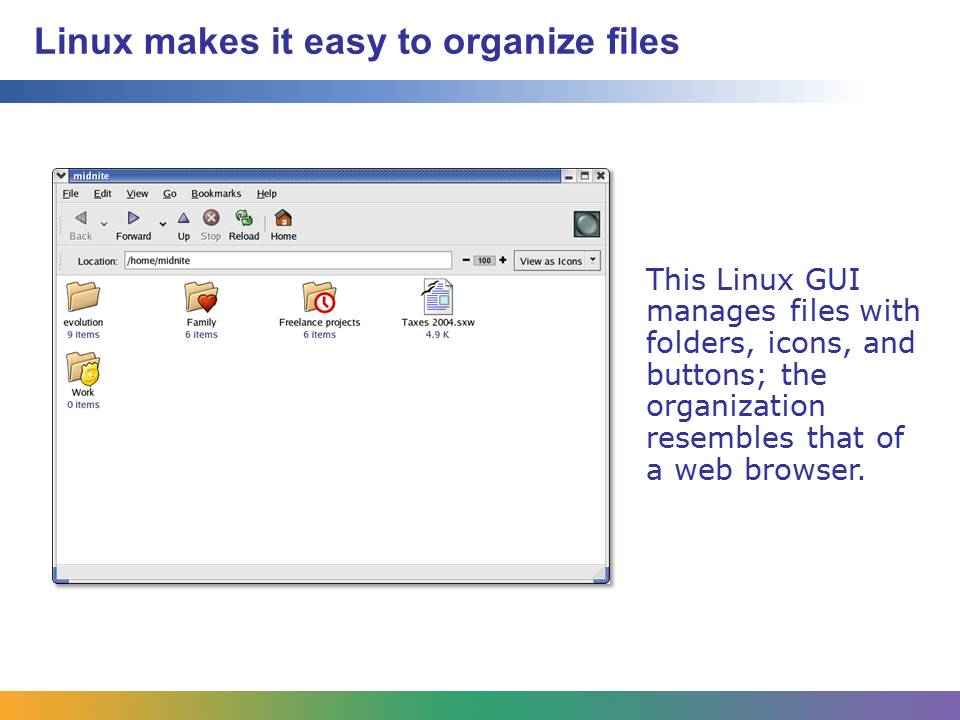 Linux makes it easy to organize files
midnite
File Edit View Go Bookmarks Help
Back Forward Up Stop Reload Home
Location: /home/midnite 100 View as Icons
evolution Family Freelance projects Taxes 2004.sxw
9 items 6 items 6 items 4.9 K
Work
0 items
This Linux GUI
manages files with
folders, icons, and
buttons; the
organization
resembles that of
a web browser.